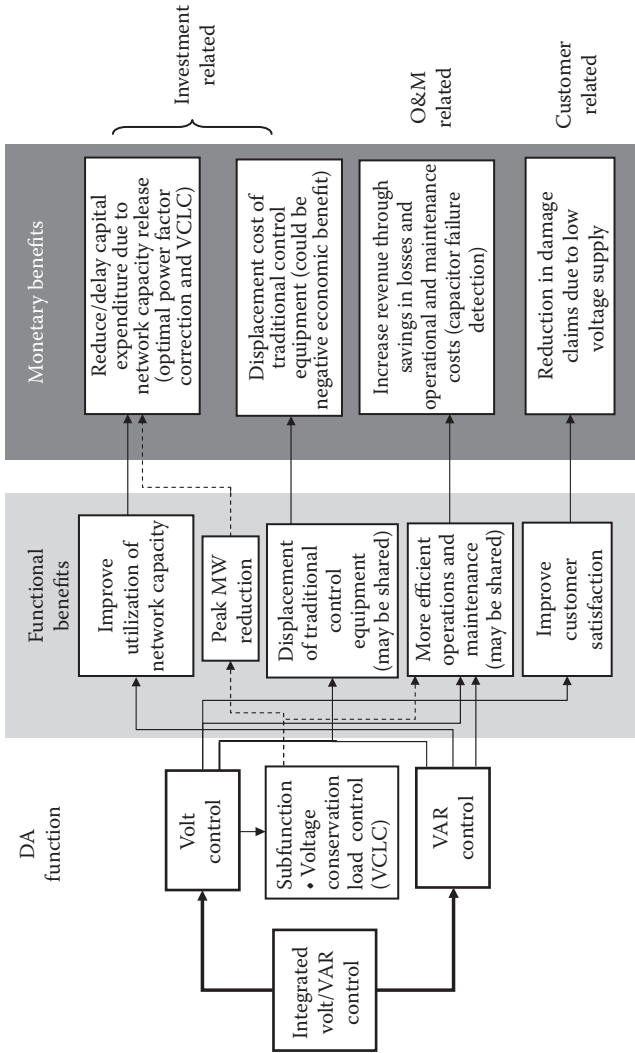 DA
function
Functional
benefits
Monetary benefits
Integrated
volt/VAR
control
Volt
control
Subfunction
• Voltage
conservation
load control
(VCLC)
VAR
control
Improve
utilization of
network capacity
Peak MW
reduction
Displacement
of traditional
control
equipment
(may be shared)
More efficient
operations and
maintenance
(may be shared)
Improve
customer
satisfaction
Reduce/delay capital
expenditure due to
network capacity release
(optimal power factor
correction and VCLC)
Displacement cost of
traditional control
equipment (could be
negative economic benefit)
Increase revenue through
savings in losses and
operational and maintenance
costs (capacitor failure
detection)
Reduction in damage
claims due to low
voltage supply
Investment
related
O&M
related
Customer
related